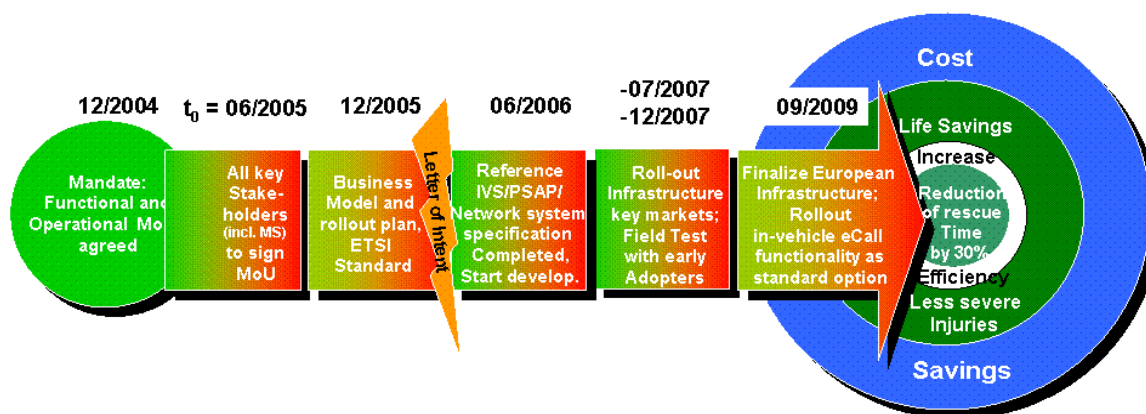 12/2004
Mandate:
Functional and
Operational Mo
agreed
t0 = 06/2005
All key
Stake-
holders
(incl. MS)
to sign
MoU
12/2005
Business
Model and
rollout plan,
ETSI
Standard
Letter of Intent
06/2006
Reference
IVS/PSAP/
Network system
specification
Completed,
Start develop.
-07/2007
-12/2007
Roll-out
Infrastructure
key markets;
Field Test
with early
Adopters
09/2009
Finalize European
Infrastructure;
Rollout
in-vehicle eCall
functionality as
standard option
Cost
Life Savings
Increase
Reduction
of rescue
Time
by 30%
Efficiency
Less severe
Injuries
Savings